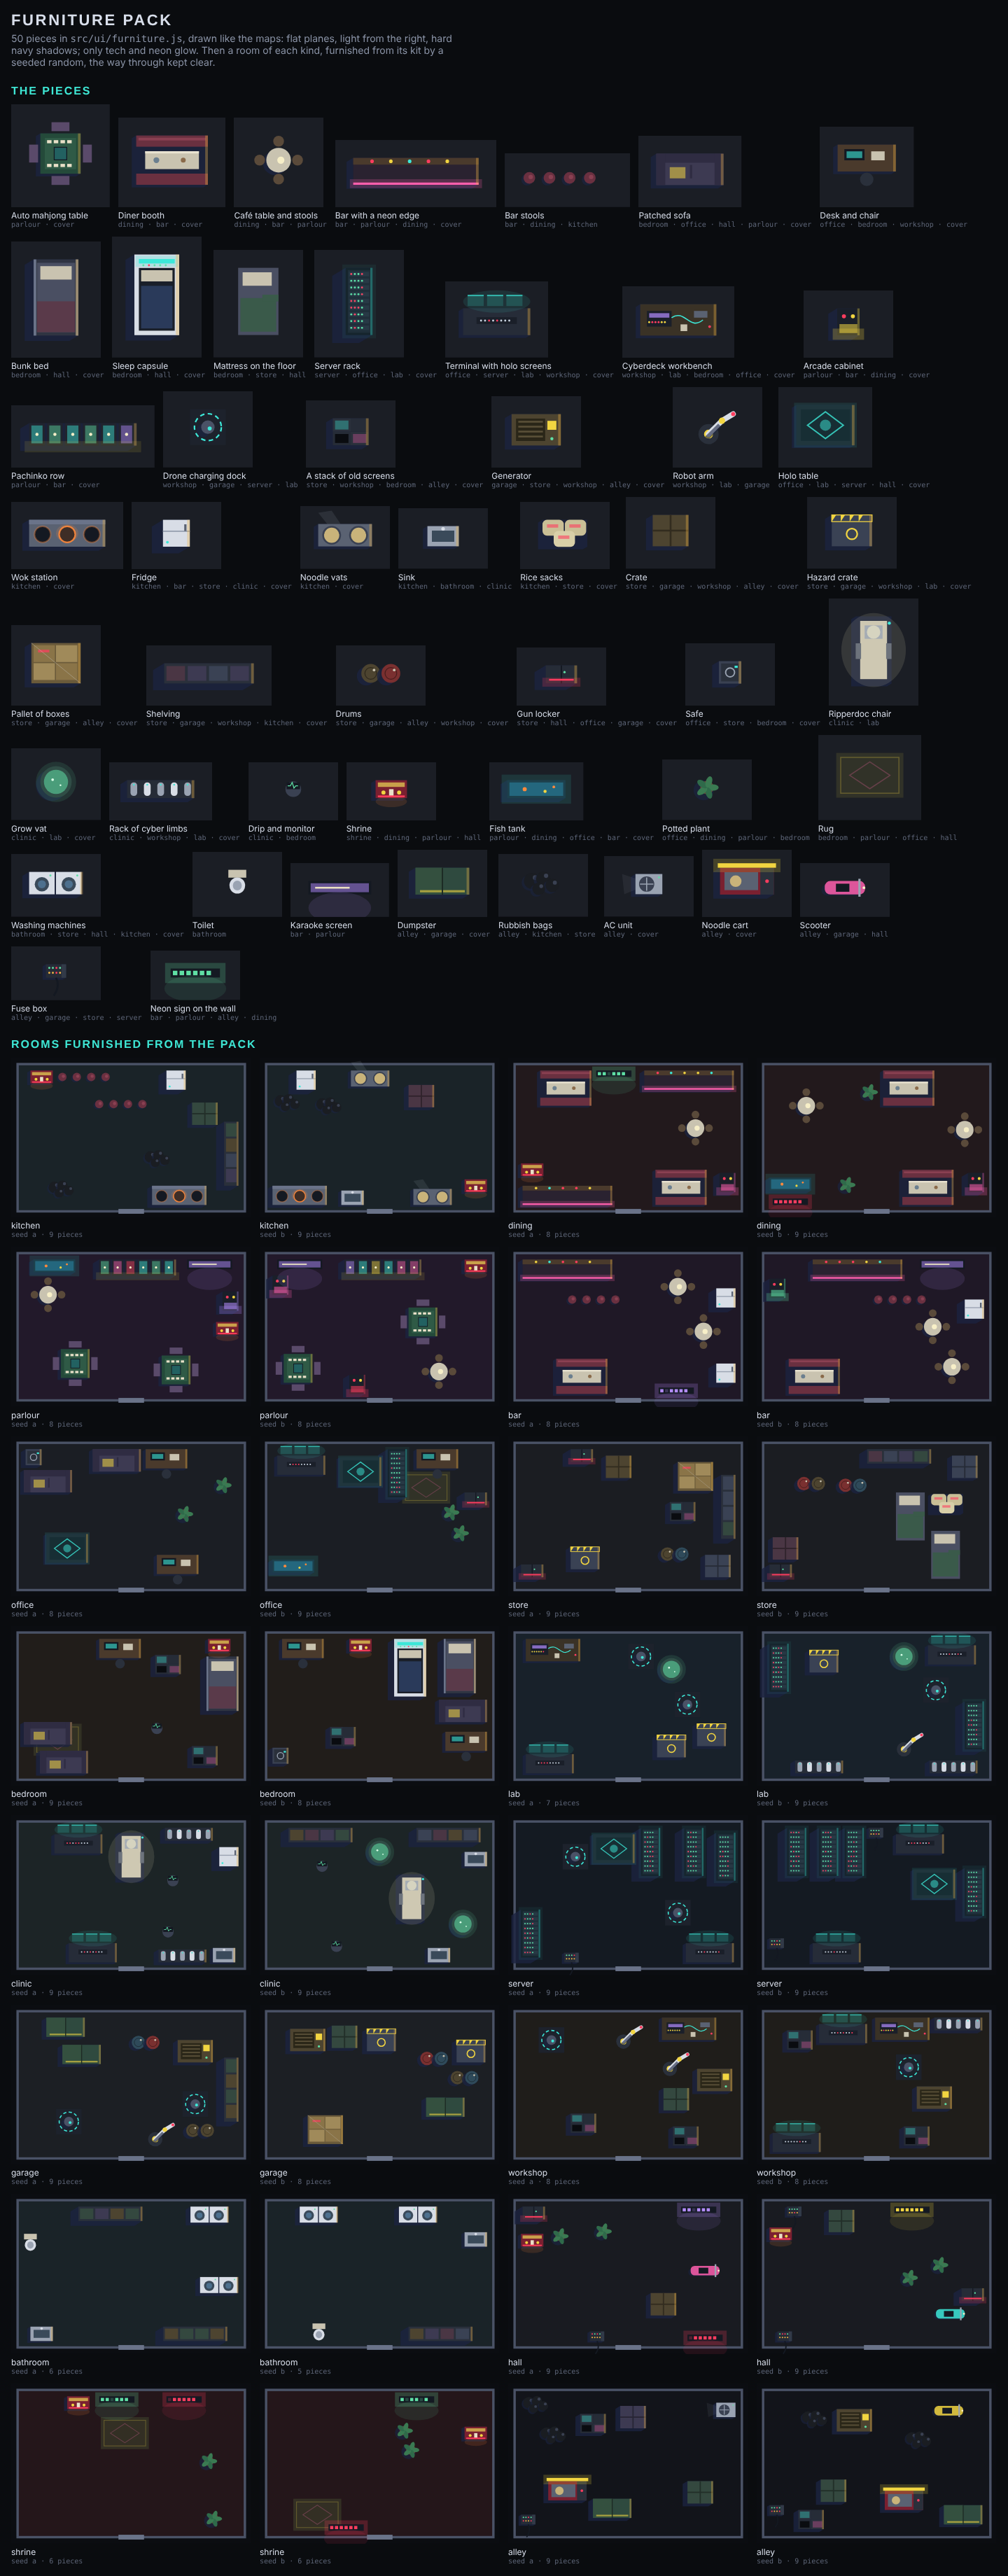 FURNITURE PACK
50 pieces in src/ui/furniture.js, drawn like the maps: flat planes, light from the right, hard
navy shadows; only tech and neon glow. Then a room of each kind, furnished from its kit by a
seeded random, the way through kept clear.
THE PIECES
Auto mahjong table
parlour · cover
Diner booth
dining · bar · cover
Café table and stools
dining · bar · parlour
Bar with a neon edge
bar · parlour · dining · cover
Bar stools
bar · dining · kitchen
Patched sofa
bedroom · office · hall · parlour · cover
Desk and chair
office · bedroom · workshop · cover
Bunk bed
bedroom · hall · cover
Sleep capsule
bedroom · hall · cover
Mattress on the floor
bedroom · store · hall
Server rack
server · office · lab · cover
Terminal with holo screens
office · server · lab · workshop · cover
Cyberdeck workbench
workshop · lab · bedroom · office · cover
Arcade cabinet
parlour · bar · dining · cover
Pachinko row
parlour · bar · cover
Drone charging dock
workshop · garage · server · lab
A stack of old screens
store · workshop · bedroom · alley · cover
Generator
garage · store · workshop · alley · cover
Robot arm
workshop · lab · garage
Holo table
office · lab · server · hall · cover
Wok station
kitchen · cover
Fridge
kitchen · bar · store · clinic · cover
Noodle vats
kitchen · cover
Sink
kitchen · bathroom · clinic
Rice sacks
kitchen · store · cover
Crate
store · garage · workshop · alley · cover
Hazard crate
store · garage · workshop · lab · cover
Pallet of boxes
store · garage · alley · cover
Shelving
store · garage · workshop · kitchen · cover
Drums
store · garage · alley · workshop · cover
Gun locker
store · hall · office · garage · cover
Safe
office · store · bedroom · cover
Ripperdoc chair
clinic · lab
Grow vat
clinic · lab · cover
Rack of cyber limbs
clinic · workshop · lab · cover
Drip and monitor
clinic · bedroom
Shrine
shrine · dining · parlour · hall
Fish tank
parlour · dining · office · bar · cover
Potted plant
office · dining · parlour · bedroom
Rug
bedroom · parlour · office · hall
Washing machines
bathroom · store · hall · kitchen · cover
Toilet
bathroom
Karaoke screen
bar · parlour
Dumpster
alley · garage · cover
Rubbish bags
alley · kitchen · store
AC unit
alley · cover
Noodle cart
alley · cover
Scooter
alley · garage · hall
Fuse box
alley · garage · store · server
Neon sign on the wall
bar · parlour · alley · dining
ROOMS FURNISHED FROM THE PACK
kitchen
seed a · 9 pieces
kitchen
seed b · 9 pieces
dining
seed a · 8 pieces
dining
seed b · 9 pieces
parlour
seed a · 8 pieces
parlour
seed b · 8 pieces
bar
seed a · 8 pieces
bar
seed b · 8 pieces
office
seed a · 8 pieces
office
seed b · 9 pieces
store
seed a · 9 pieces
store
seed b · 9 pieces
bedroom
seed a · 9 pieces
bedroom
seed b · 8 pieces
lab
seed a · 7 pieces
lab
seed b · 9 pieces
clinic
seed a · 9 pieces
clinic
seed b · 9 pieces
server
seed a · 9 pieces
server
seed b · 9 pieces
garage
seed a · 9 pieces
garage
seed b · 8 pieces
workshop
seed a · 8 pieces
workshop
seed b · 8 pieces
bathroom
seed a · 6 pieces
bathroom
seed b · 5 pieces
hall
seed a · 9 pieces
hall
seed b · 9 pieces
shrine
seed a · 6 pieces
shrine
seed b · 6 pieces
alley
seed a · 9 pieces
alley
seed b · 9 pieces